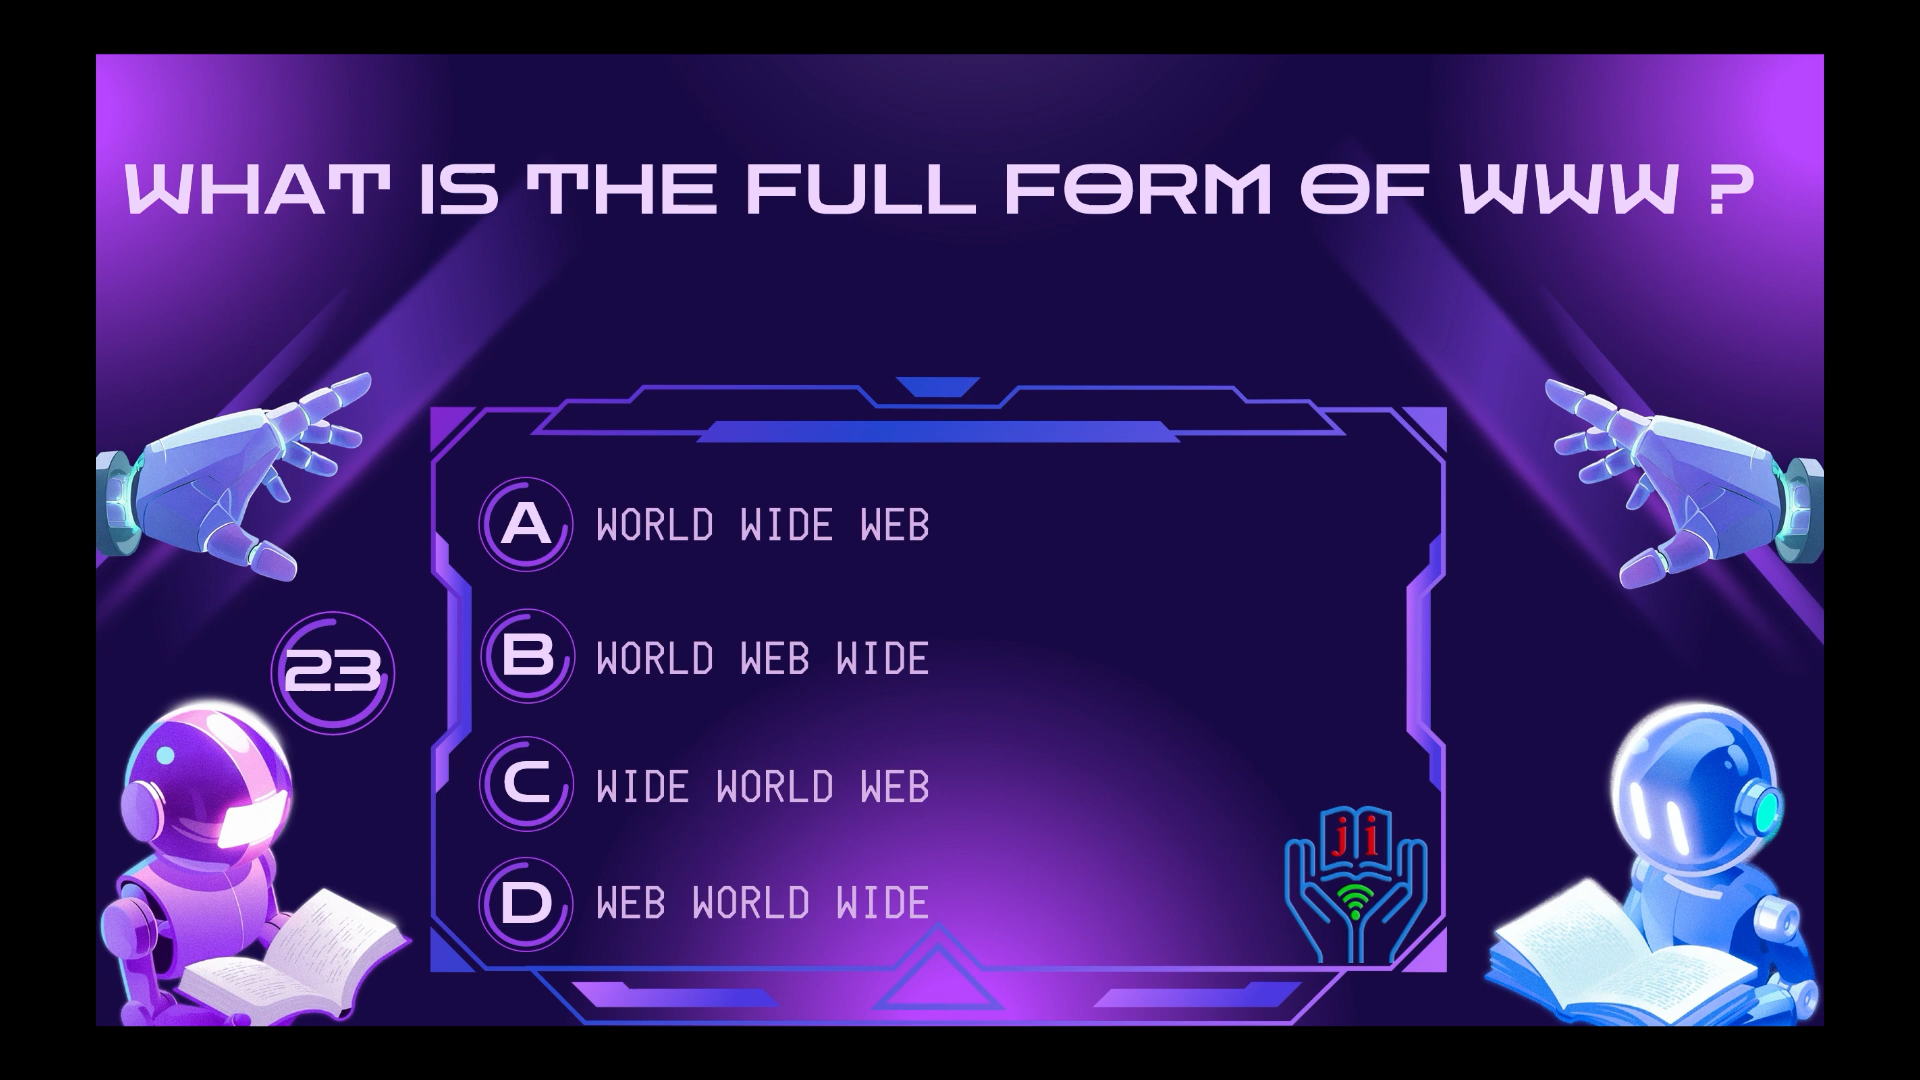 WHAT IS THE FULL FORM OF WWW ?
A WORLD WIDE WEB
23
B WORLD WEB WIDE
C WIDE WORLD WEB
D WEB WORLD WIDE
ji